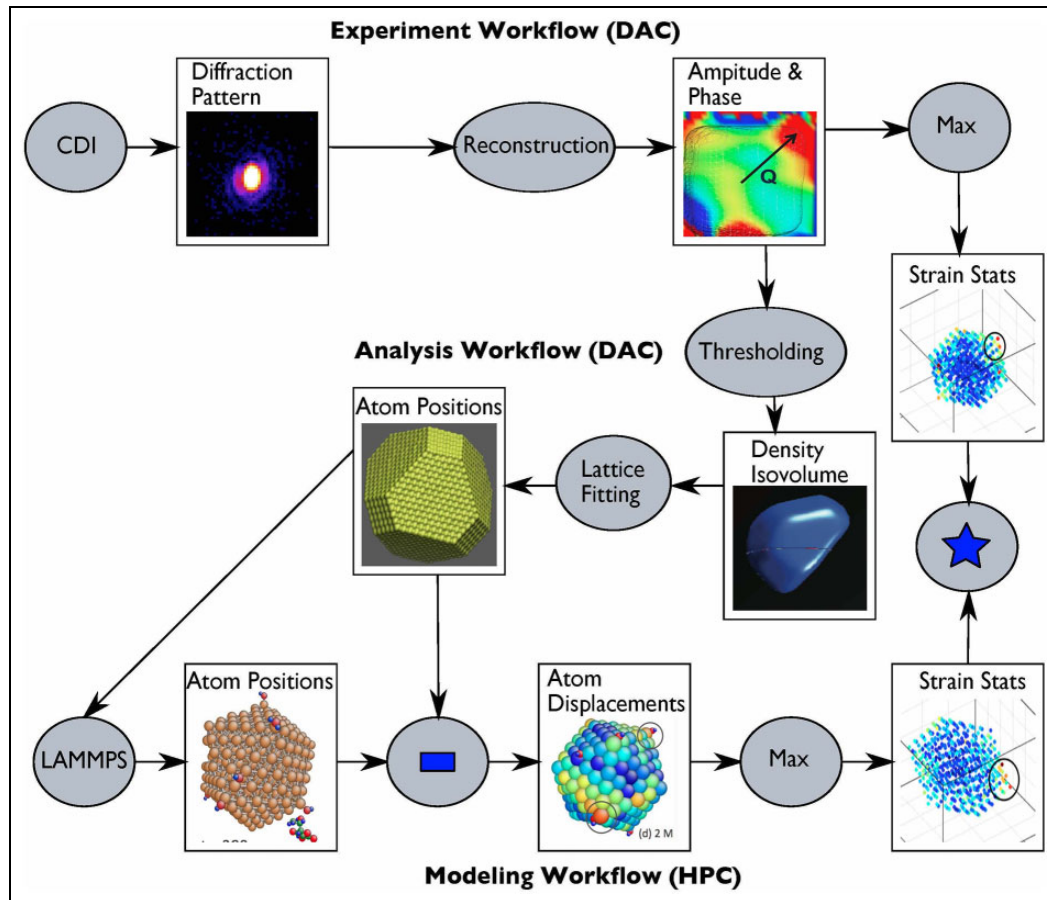 Experiment Workflow (DAC)
CDI
Diffraction
Pattern
Reconstruction
Ampitude &
Phase
Q
Max
Strain Stats
Thresholding
Analysis Workflow (DAC)
Atom Positions
Lattice
Fitting
Density
Isovolume
LAMMPS
Atom Positions
Atom
Displacements
(d) 2 M
Max
Strain Stats
Modeling Workflow (HPC)